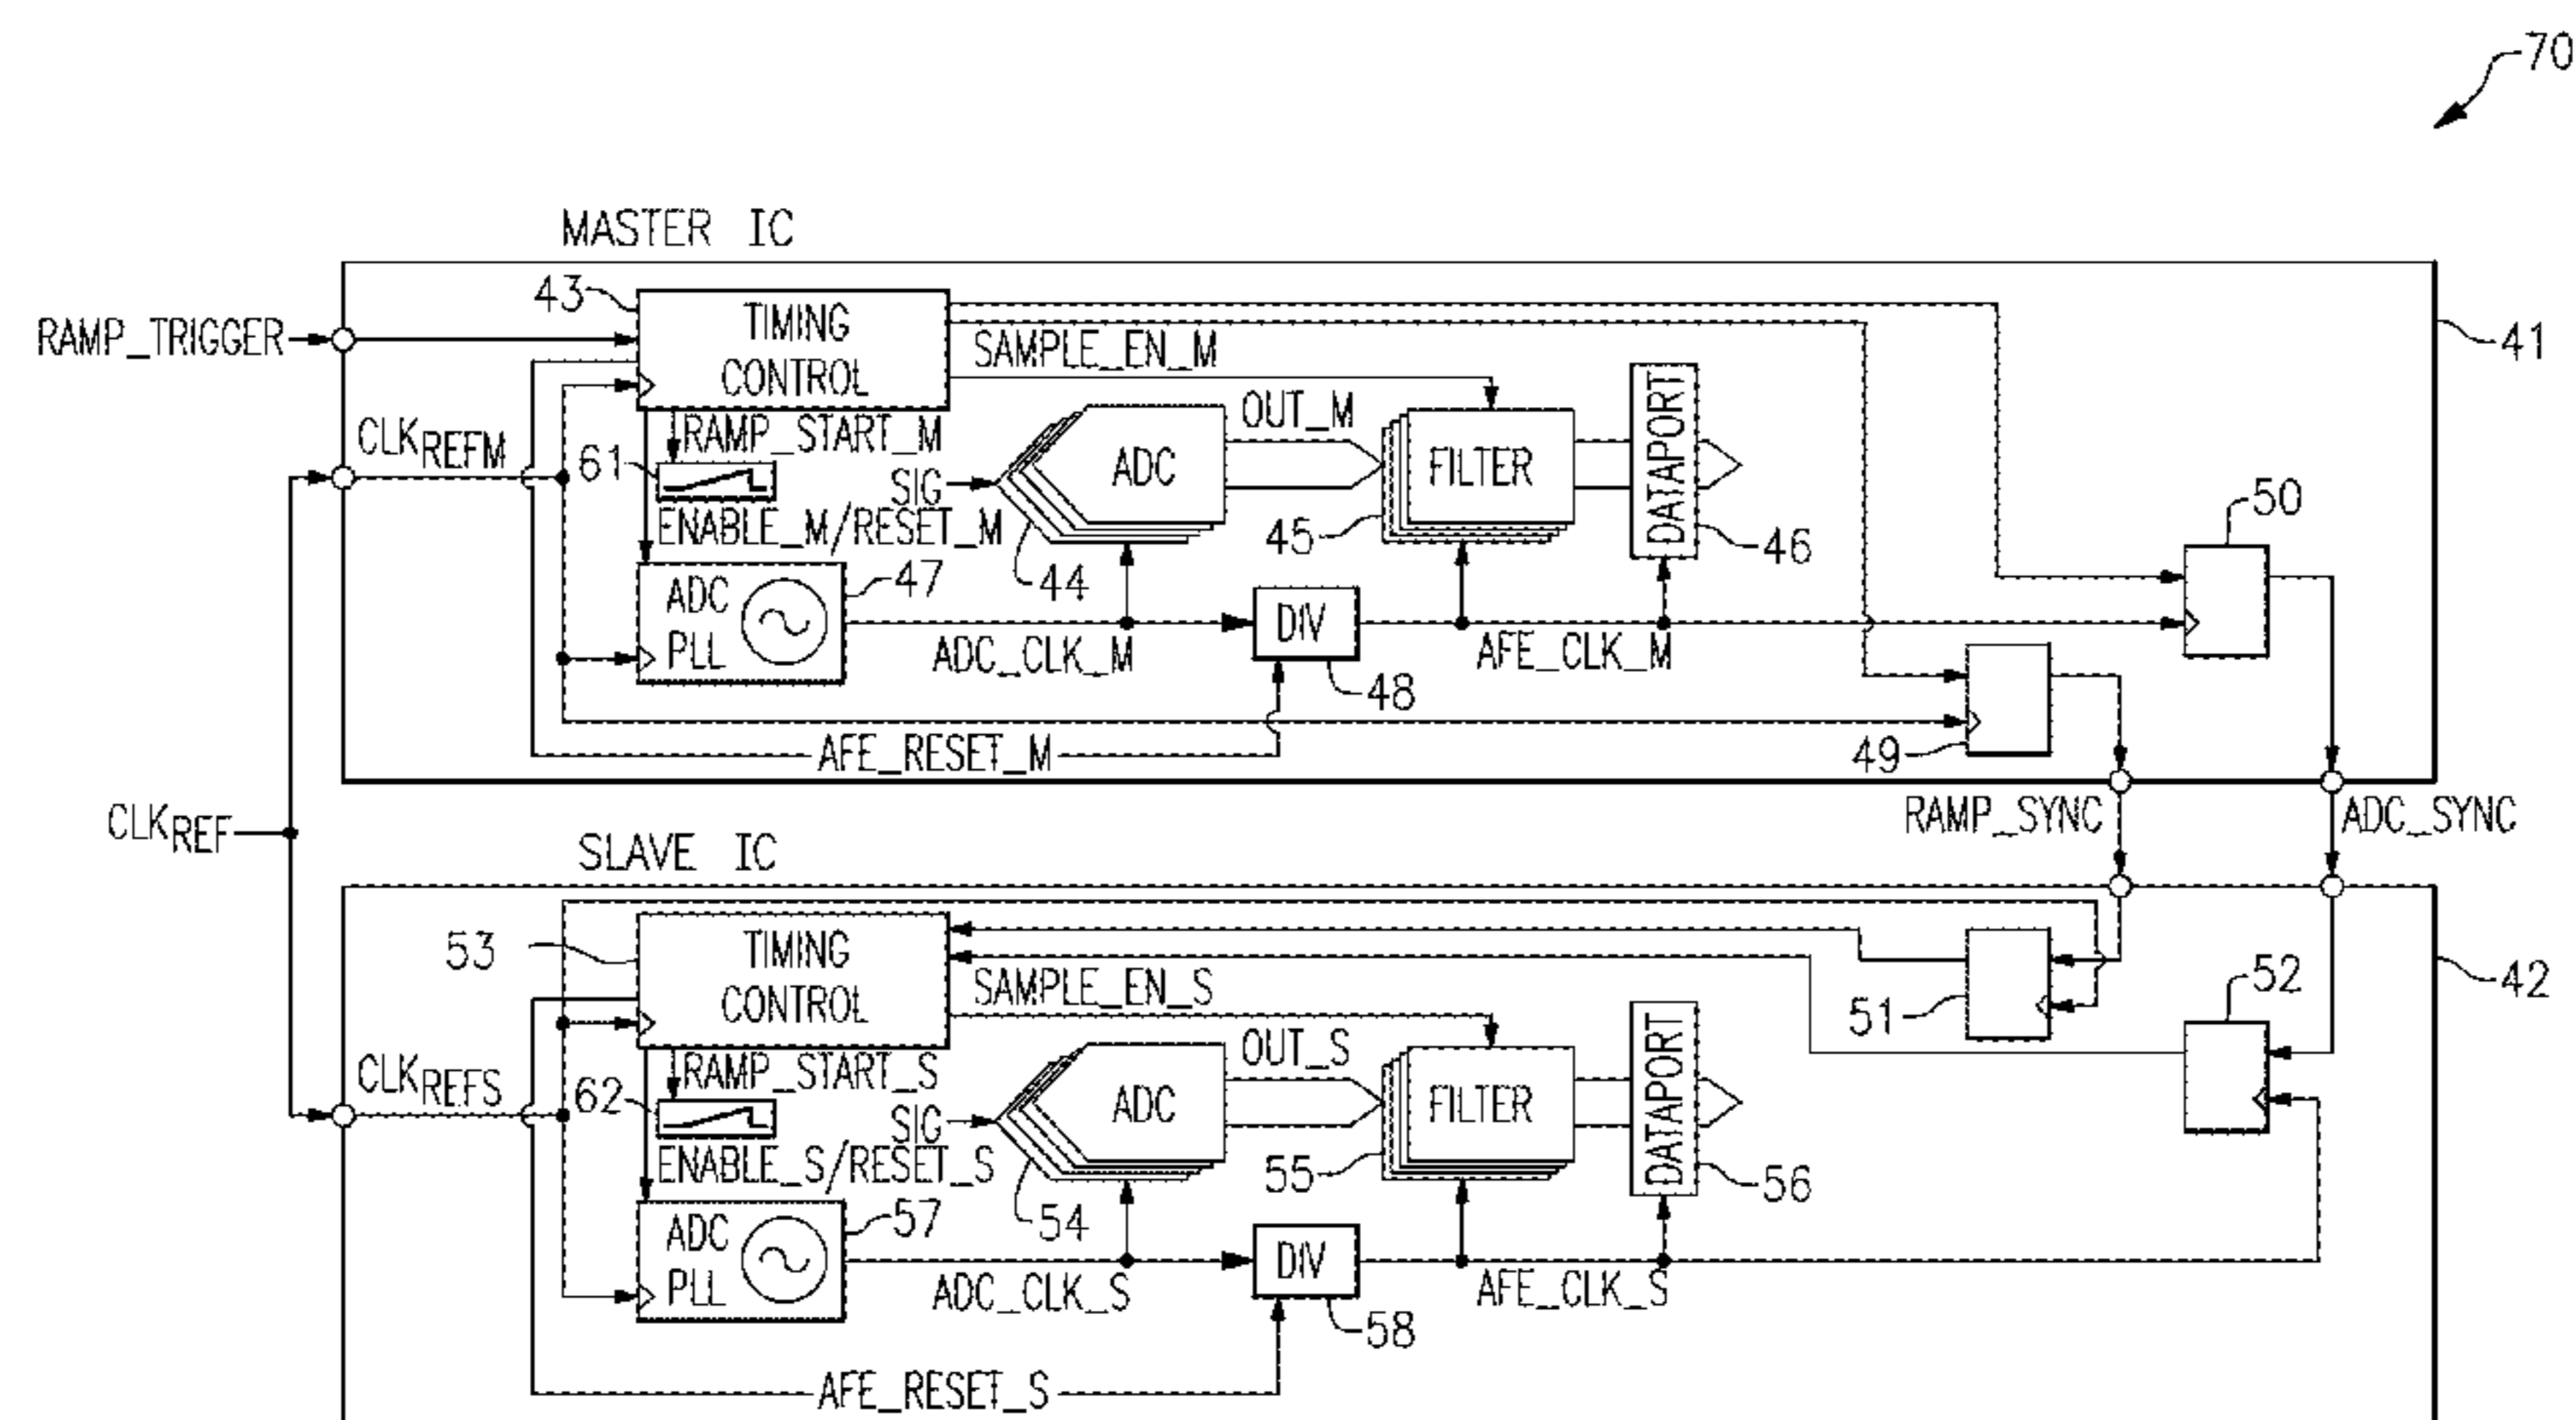 70
MASTER IC
43
TIMING
CONTROL
RAMP_TRIGGER
SAMPLE_EN_M
41
CLKREFM
RAMP_START_M
OUT_M
DATAPORT
61
SIG
ADC
FILTER
50
ENABLE_M/RESET_M
44
45
46
ADC
PLL
47
DIV
ADC_CLK_M
AFE_CLK_M
48
AFE_RESET_M
49
CLKREF
RAMP_SYNC
ADC_SYNC
SLAVE IC
53
TIMING
CONTROL
SAMPLE_EN_S
51
52
42
CLKREFS
RAMP_START_S
OUT_S
DATAPORT
62
SIG
ADC
FILTER
ENABLE_S/RESET_S
54
55
56
ADC
PLL
57
DIV
ADC_CLK_S
AFE_CLK_S
58
AFE_RESET_S